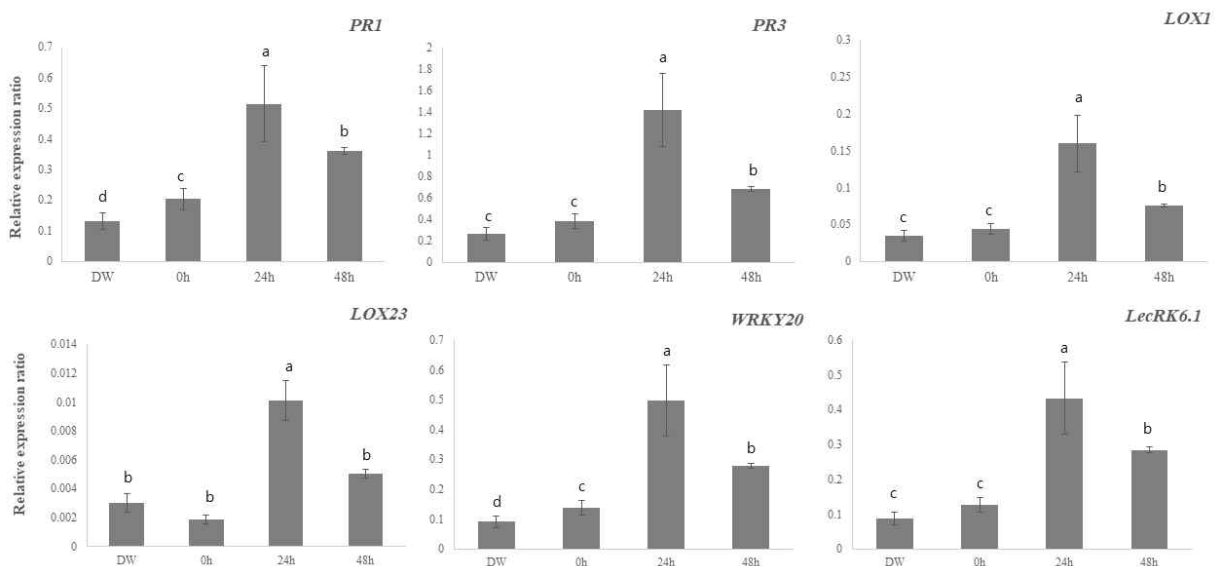 PR1
PR3
LOX1
Relative expression ratio
0.7
0.6
0.5
0.4
0.3
0.2
0.1
0
d
c
a
b
DW
0h
24h
48h
2
1.8
1.6
1.4
1.2
1
0.8
0.6
0.4
0.2
0
c
c
a
b
DW
0h
24h
48h
0.3
0.25
0.2
0.15
0.1
0.05
0
c
c
a
b
DW
0h
24h
48h
LOX23
WRKY20
LecRK6.1
Relative expression ratio
0.014
0.012
0.01
0.008
0.006
0.004
0.002
0
b
b
a
b
DW
0h
24h
48h
0.7
0.6
0.5
0.4
0.3
0.2
0.1
0
d
c
a
b
DW
0h
24h
48h
0.6
0.5
0.4
0.3
0.2
0.1
0
c
c
a
b
DW
0h
24h
48h